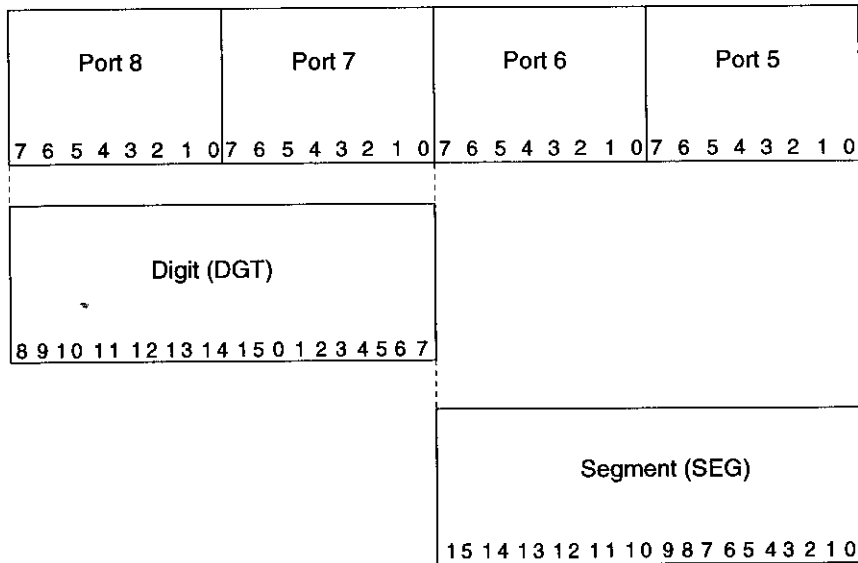 Port 8 Port 7 Port 6 Port 5
7 6 5 4 3 2 1 0 7 6 5 4 3 2 1 0 7 6 5 4 3 2 1 0 7 6 5 4 3 2 1 0
Digit (DGT)
8 9 10 11 12 13 14 15 0 1 2 3 4 5 6 7
Segment (SEG)
15 14 13 12 11 10 9 8 7 6 5 4 3 2 1 0